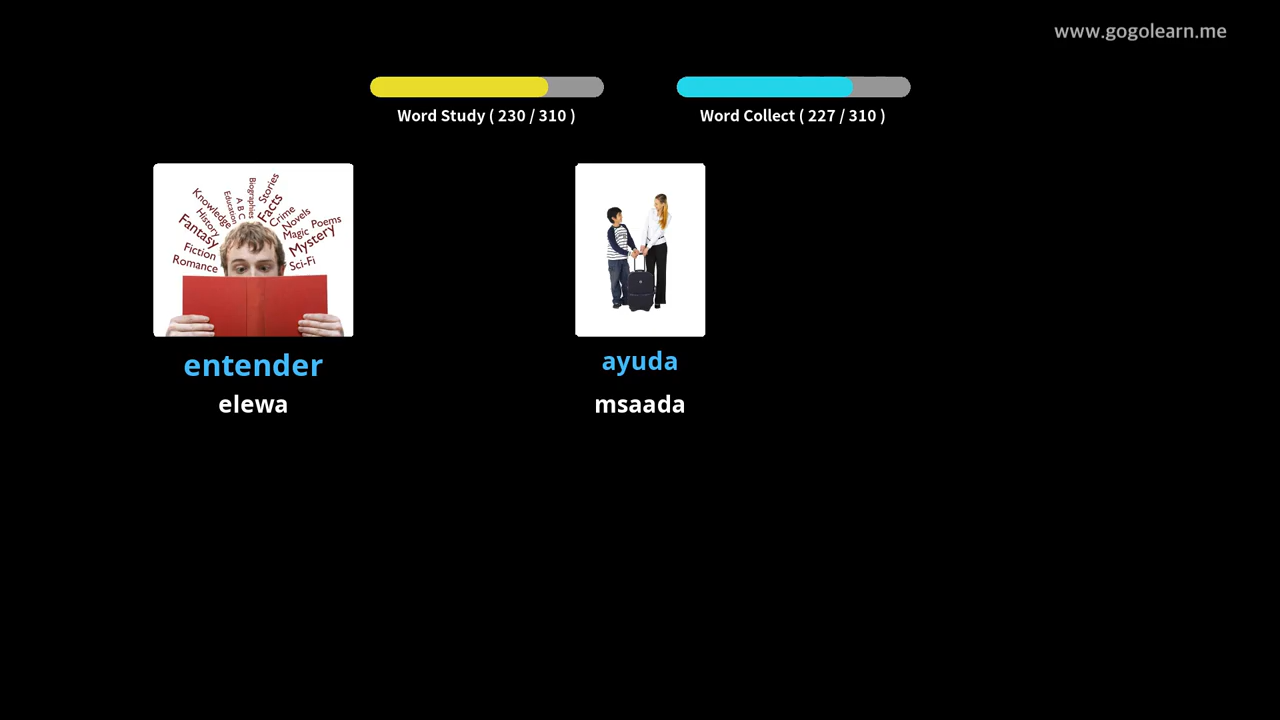 www.gogolearn.me
Word Study ( 230 / 310 )
Word Collect ( 227 / 310 )
Knowledge
History
Fantasy
Fiction
Romance
Education
A B C
Biographies
Stories
Facts
Crime
Novels
Magic
Poems
Mystery
Sci-Fi
entender
ayuda
elewa
msaada